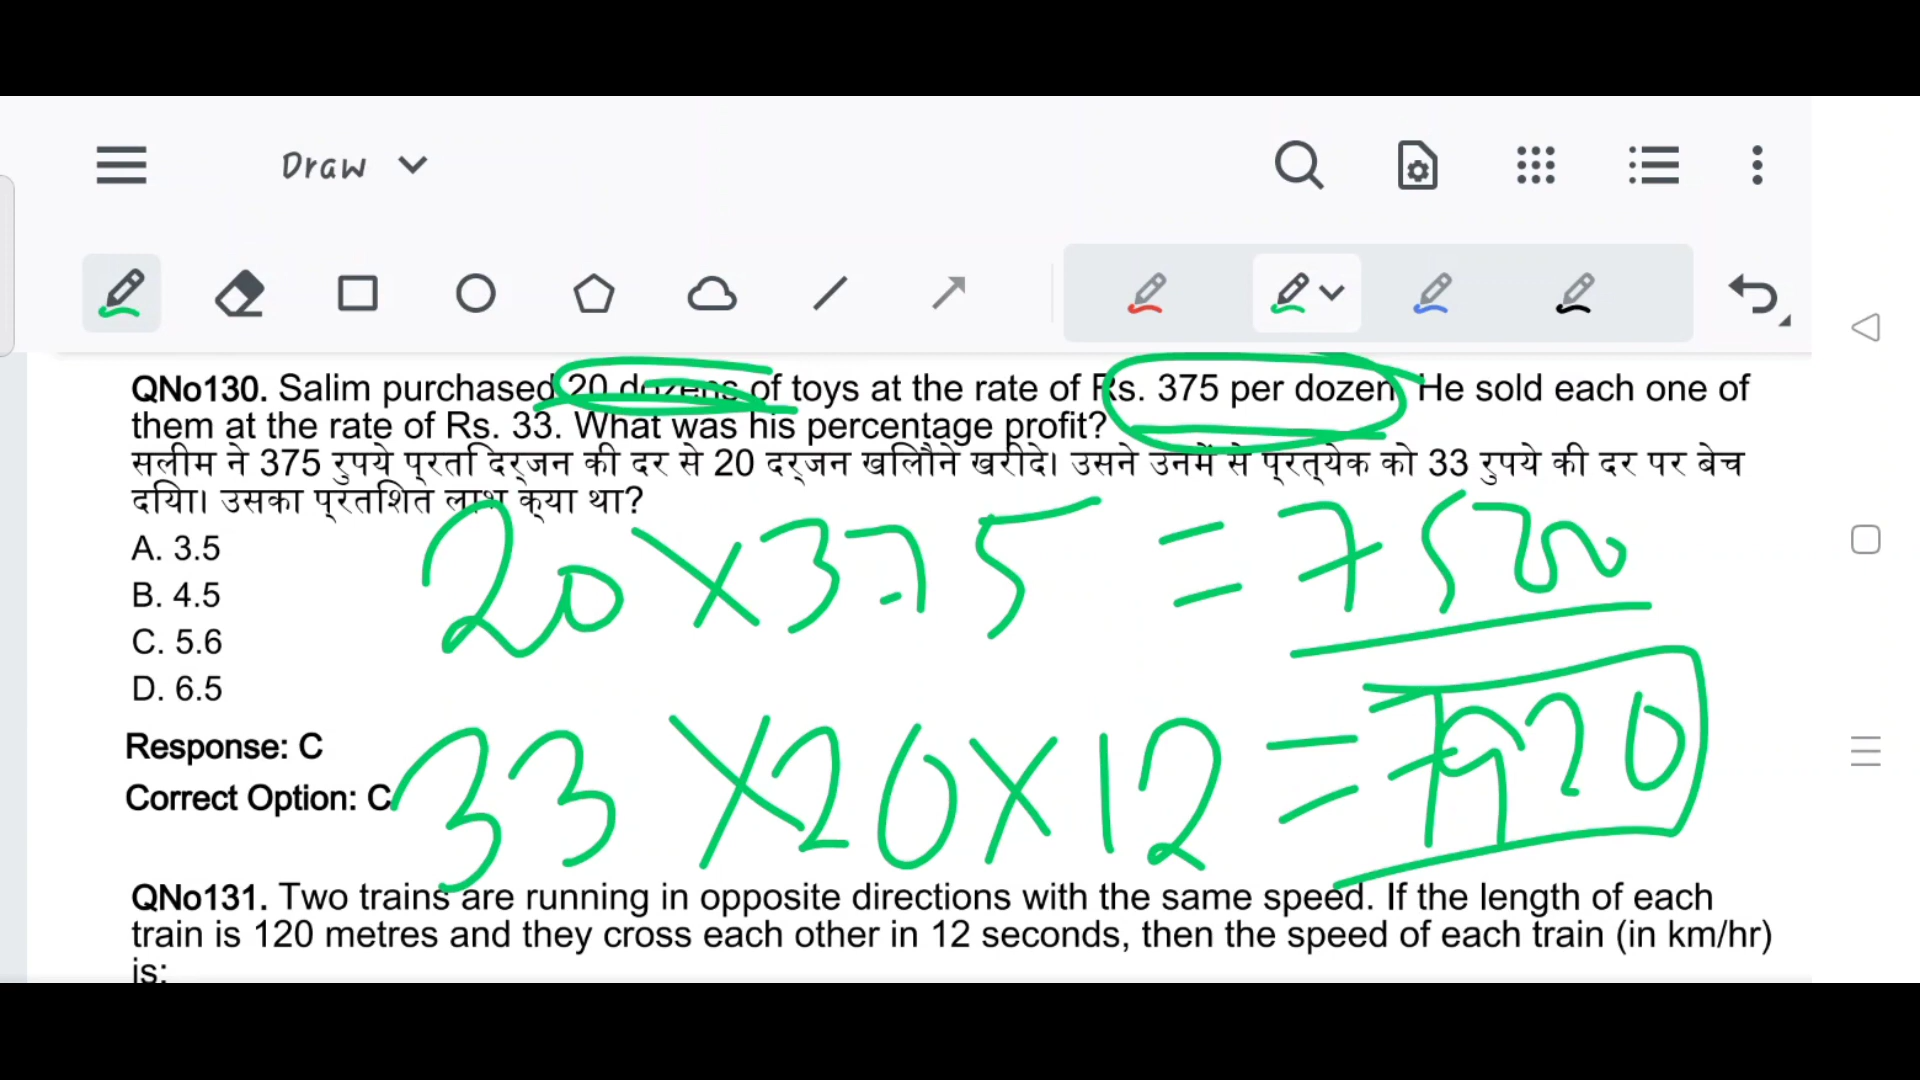 Draw
QNo130. Salim purchased 20 dozens of toys at the rate of Rs. 375 per dozen. He sold each one of
them at the rate of Rs. 33. What was his percentage profit?
सलीम ने 375 रुपये प्रति दर्जन की दर से 20 दर्जन खिलौने खरीदे। उसने उनमें से प्रत्येक को 33 रुपये की दर पर बेच
दिया। उसका प्रतिशत लाभ क्या था?
20 × 375 = 7500
A. 3.5
B. 4.5
C. 5.6
D. 6.5
33 × 20 × 12 = 7920
Response: C
Correct Option: C
QNo131. Two trains are running in opposite directions with the same speed. If the length of each
train is 120 metres and they cross each other in 12 seconds, then the speed of each train (in km/hr)
is: